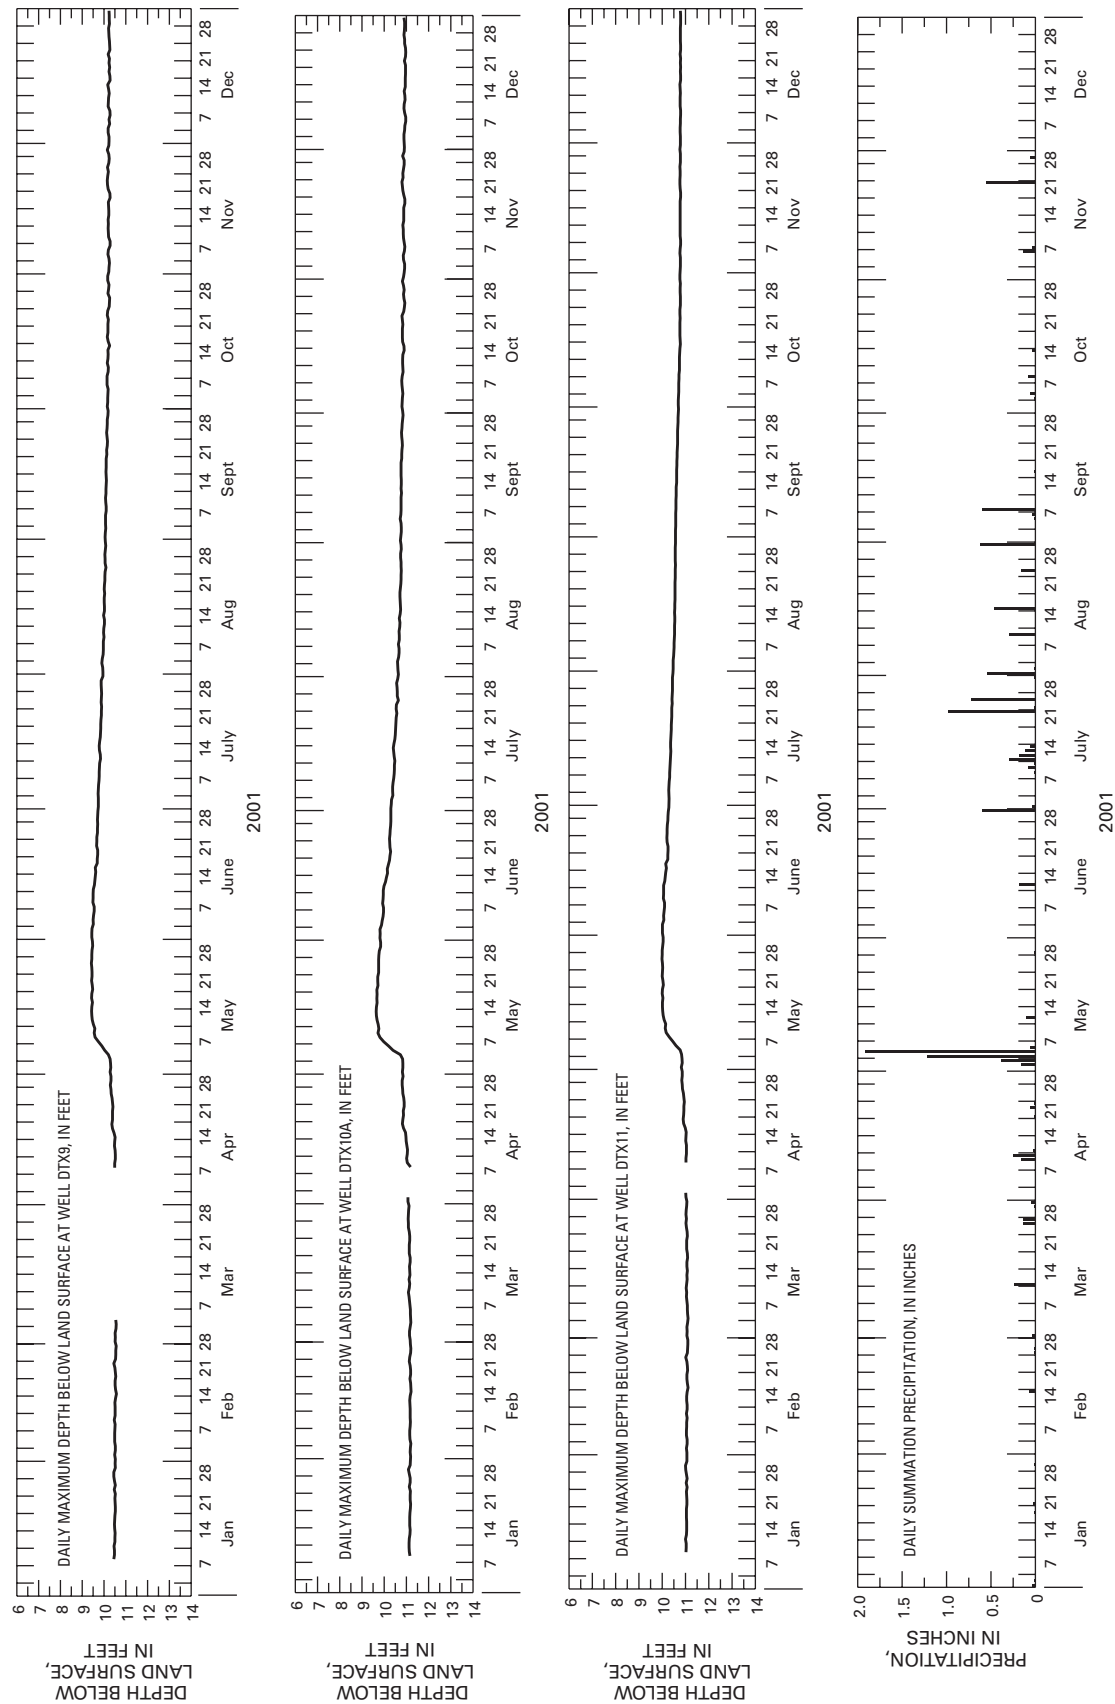 DEPTH BELOW
LAND SURFACE,
IN FEET
6
7
8
9
10
11
12
13
14
DAILY MAXIMUM DEPTH BELOW LAND SURFACE AT WELL DTX9, IN FEET
7 14 21 28 7 14 21 28 7 14 21 28 7 14 21 28 7 14 21 28 7 14 21 28 7 14 21 28 7 14 21 28 7 14 21 28 7 14 21 28 7 14 21 28 7 14 21 28
Jan Feb Mar Apr May June July Aug Sept Oct Nov Dec
2001
DEPTH BELOW
LAND SURFACE,
IN FEET
6
7
8
9
10
11
12
13
14
DAILY MAXIMUM DEPTH BELOW LAND SURFACE AT WELL DTX10A, IN FEET
7 14 21 28 7 14 21 28 7 14 21 28 7 14 21 28 7 14 21 28 7 14 21 28 7 14 21 28 7 14 21 28 7 14 21 28 7 14 21 28 7 14 21 28 7 14 21 28
Jan Feb Mar Apr May June July Aug Sept Oct Nov Dec
2001
DEPTH BELOW
LAND SURFACE,
IN FEET
6
7
8
9
10
11
12
13
14
DAILY MAXIMUM DEPTH BELOW LAND SURFACE AT WELL DTX11, IN FEET
7 14 21 28 7 14 21 28 7 14 21 28 7 14 21 28 7 14 21 28 7 14 21 28 7 14 21 28 7 14 21 28 7 14 21 28 7 14 21 28 7 14 21 28 7 14 21 28
Jan Feb Mar Apr May June July Aug Sept Oct Nov Dec
2001
PRECIPITATION,
IN INCHES
2.0
1.5
1.0
0.5
0
DAILY SUMMATION PRECIPITATION, IN INCHES
7 14 21 28 7 14 21 28 7 14 21 28 7 14 21 28 7 14 21 28 7 14 21 28 7 14 21 28 7 14 21 28 7 14 21 28 7 14 21 28 7 14 21 28 7 14 21 28
Jan Feb Mar Apr May June July Aug Sept Oct Nov Dec
2001